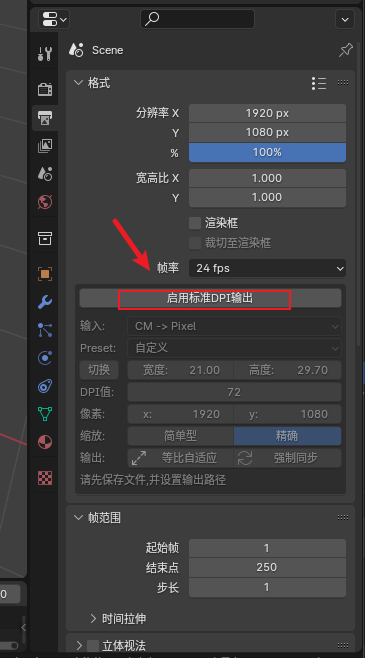 Scene
格式
分辨率 X 1920 px
Y 1080 px
% 100%
宽高比 X 1.000
Y 1.000
渲染框
裁切至渲染框
帧率 24 fps
启用标准DPI输出
输入: CM -> Pixel
Preset: 自定义
切换 宽度: 21.00 高度: 29.70
DPI值: 72
像素: x: 1920 y: 1080
缩放: 简单型 精确
输出: 等比自适应 强制同步
请先保存文件,并设置输出路径
帧范围
起始帧 1
结束点 250
步长 1
时间拉伸
0
立体视法